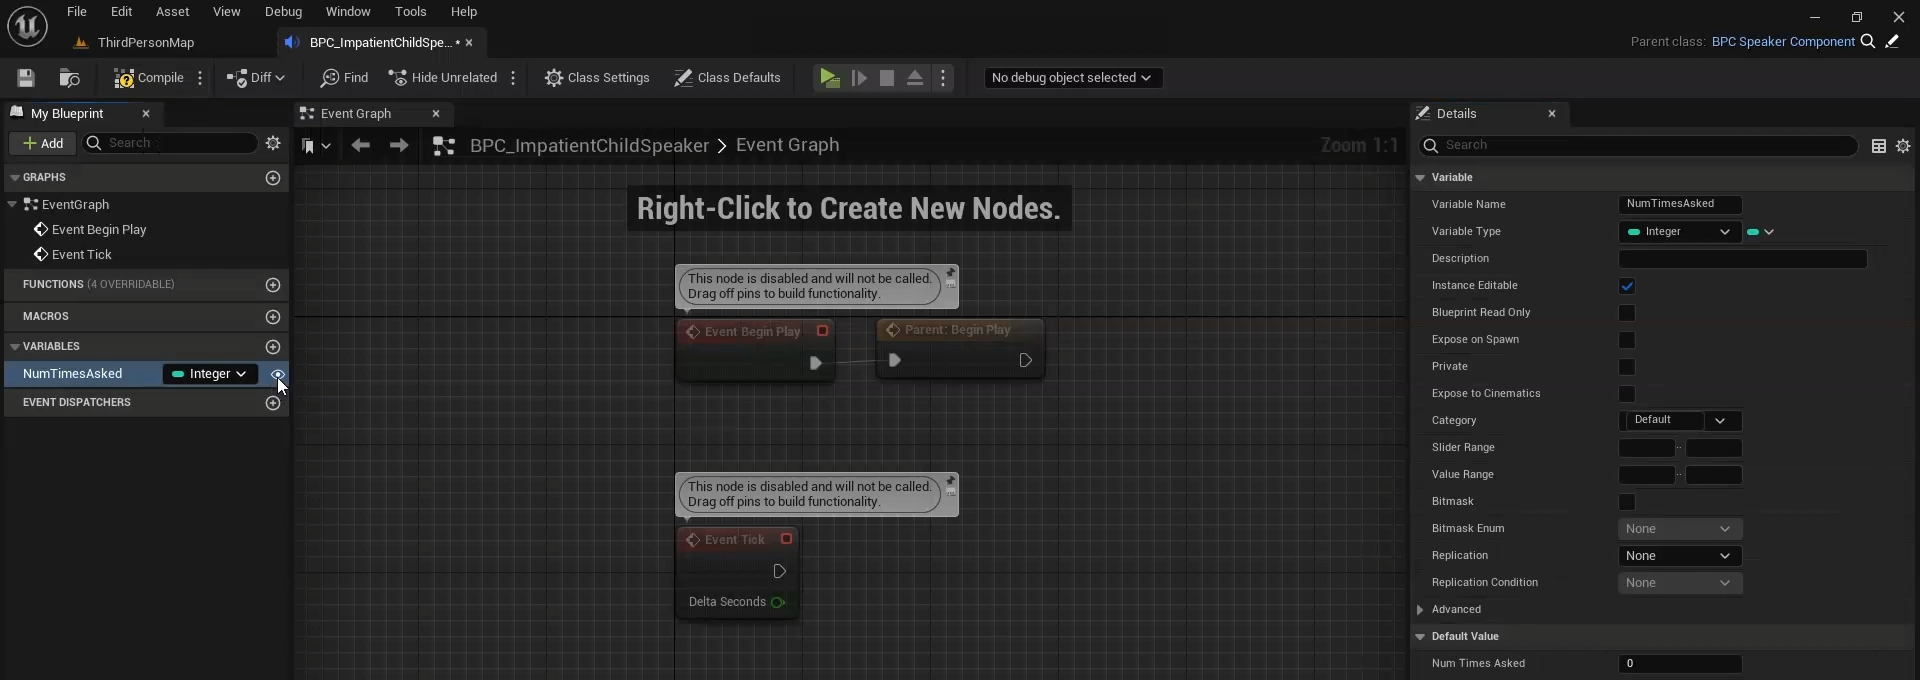 File Edit Asset View Debug Window Tools Help
ThirdPersonMap
BPC_ImpatientChildSpe... *
Parent class: BPC Speaker Component
Compile
Diff
Find
Hide Unrelated
Class Settings
Class Defaults
No debug object selected
My Blueprint
Add
Search
GRAPHS
EventGraph
Event Begin Play
Event Tick
FUNCTIONS (4 OVERRIDABLE)
MACROS
VARIABLES
NumTimesAsked Integer
EVENT DISPATCHERS
Event Graph
BPC_ImpatientChildSpeaker > Event Graph
Zoom 1:1
Right-Click to Create New Nodes.
This node is disabled and will not be called.
Drag off pins to build functionality.
Event Begin Play
Parent: Begin Play
This node is disabled and will not be called.
Drag off pins to build functionality.
Event Tick
Delta Seconds
Details
Search
Variable
Variable Name NumTimesAsked
Variable Type Integer
Description
Instance Editable
Blueprint Read Only
Expose on Spawn
Private
Expose to Cinematics
Category Default
Slider Range
Value Range
Bitmask
Bitmask Enum None
Replication None
Replication Condition None
Advanced
Default Value
Num Times Asked 0